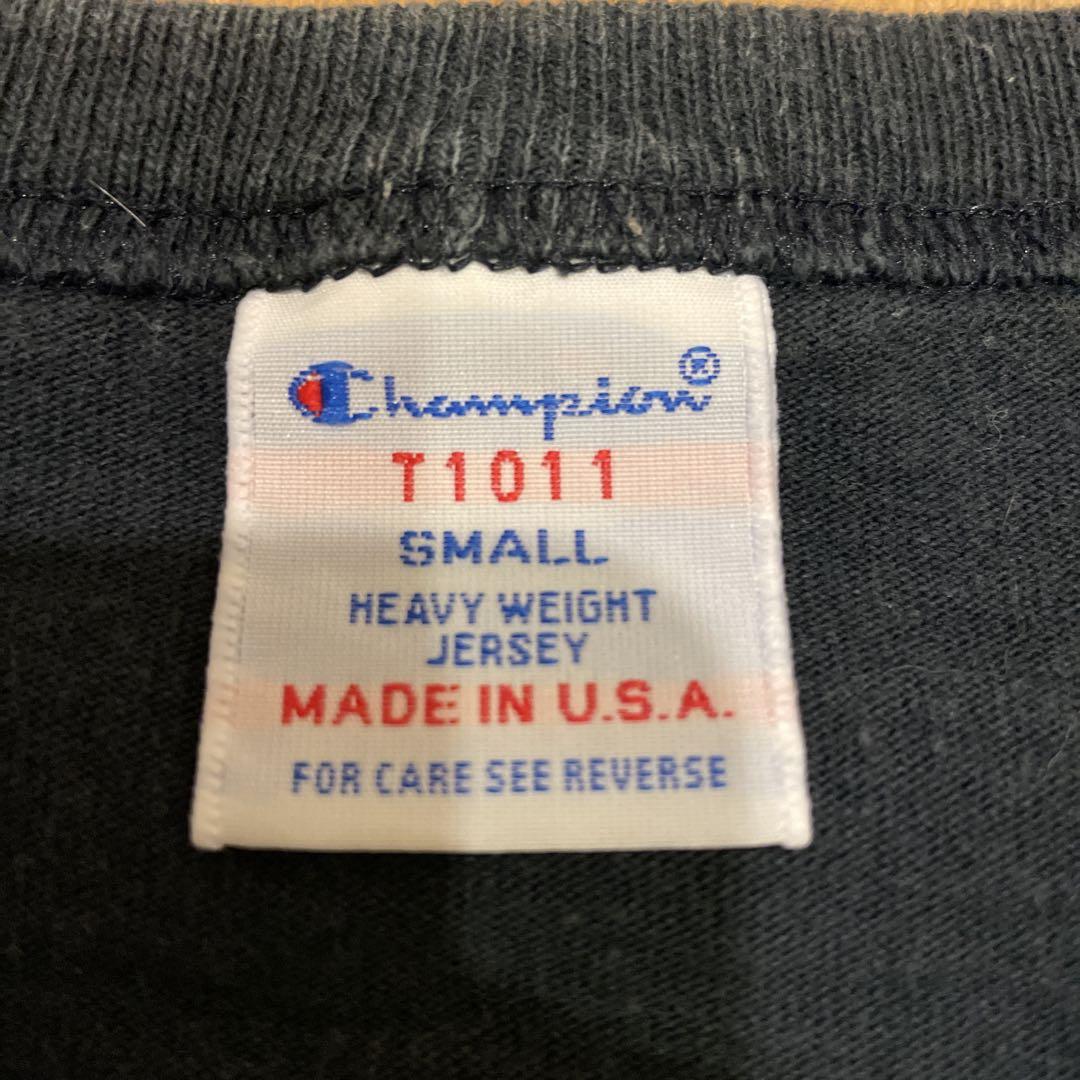 Champion®
T1011
SMALL
HEAVY WEIGHT
JERSEY
MADE IN U.S.A.
FOR CARE SEE REVERSE